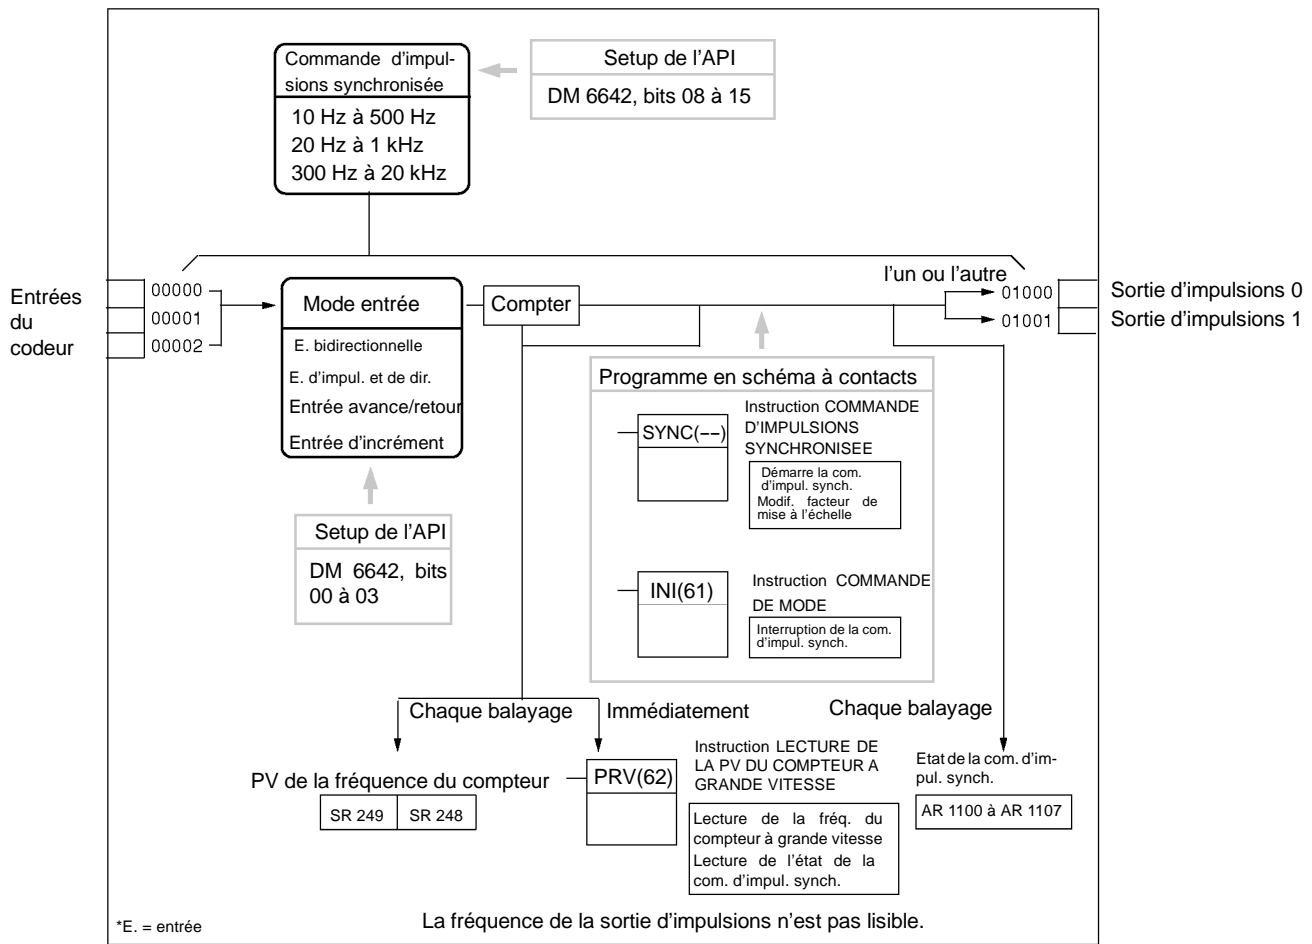 Commande d'impul-
sions synchronisée
10 Hz à 500 Hz
20 Hz à 1 kHz
300 Hz à 20 kHz
Setup de l'API
DM 6642, bits 08 à 15
Entrées
du
codeur
00000
00001
00002
Mode entrée
E. bidirectionnelle
E. d'impul. et de dir.
Entrée avance/retour
Entrée d'incrément
Compter
l'un ou l'autre
01000
01001
Sortie d'impulsions 0
Sortie d'impulsions 1
Setup de l'API
DM 6642, bits
00 à 03
Programme en schéma à contacts
SYNC(––)
Instruction COMMANDE
D'IMPULSIONS
SYNCHRONISEE
Démarre la com.
d'impul. synch.
Modif. facteur de
mise à l'échelle
INI(61)
Instruction COMMANDE
DE MODE
Interruption de la com.
d'impul. synch.
Chaque balayage
Immédiatement
Chaque balayage
PV de la fréquence du compteur
SR 249
SR 248
PRV(62)
Instruction LECTURE DE
LA PV DU COMPTEUR A
GRANDE VITESSE
Lecture de la fréq. du
compteur à grande vitesse
Lecture de l'état de la
com. d'impul. synch.
Etat de la com. d'im-
pul. synch.
AR 1100 à AR 1107
*E. = entrée
La fréquence de la sortie d'impulsions n'est pas lisible.